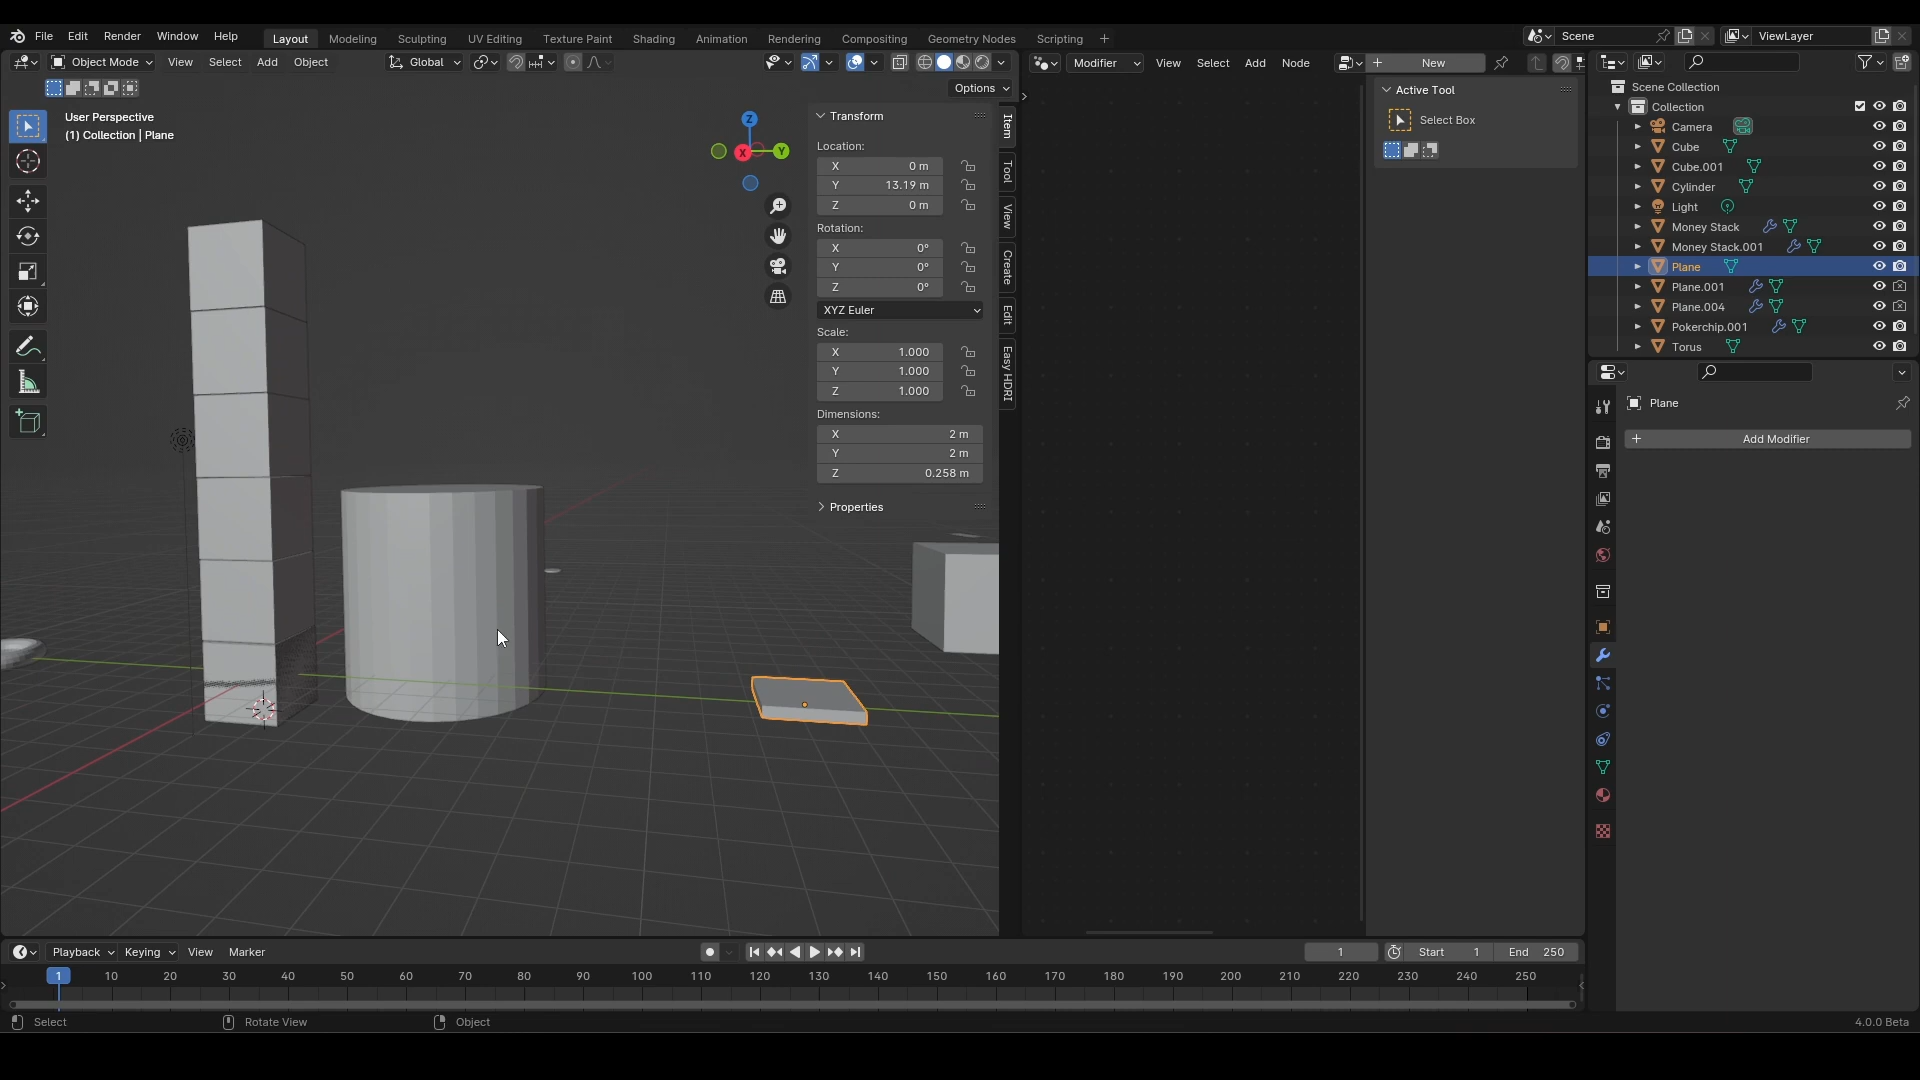 File Edit Render Window Help Layout Modeling Sculpting UV Editing Texture Paint Shading Animation Rendering Compositing Geometry Nodes Scripting + Scene ViewLayer
Object Mode View Select Add Object Global Modifier View Select Add Node New
Options
User Perspective
(1) Collection | Plane
Z
X
Y
Transform
Location:
X 0 m
Y 13.19 m
Z 0 m
Rotation:
X 0°
Y 0°
Z 0°
XYZ Euler
Scale:
X 1.000
Y 1.000
Z 1.000
Dimensions:
X 2 m
Y 2 m
Z 0.258 m
Properties
Item
Tool
View
Create
Edit
Easy HDRI
Active Tool
Select Box
Scene Collection
Collection
Camera
Cube
Cube.001
Cylinder
Light
Money Stack
Money Stack.001
Plane
Plane.001
Plane.004
Pokerchip.001
Torus
Plane
Add Modifier
Playback Keying View Marker 1 Start 1 End 250
1 10 20 30 40 50 60 70 80 90 100 110 120 130 140 150 160 170 180 190 200 210 220 230 240 250
Select Rotate View Object 4.0.0 Beta